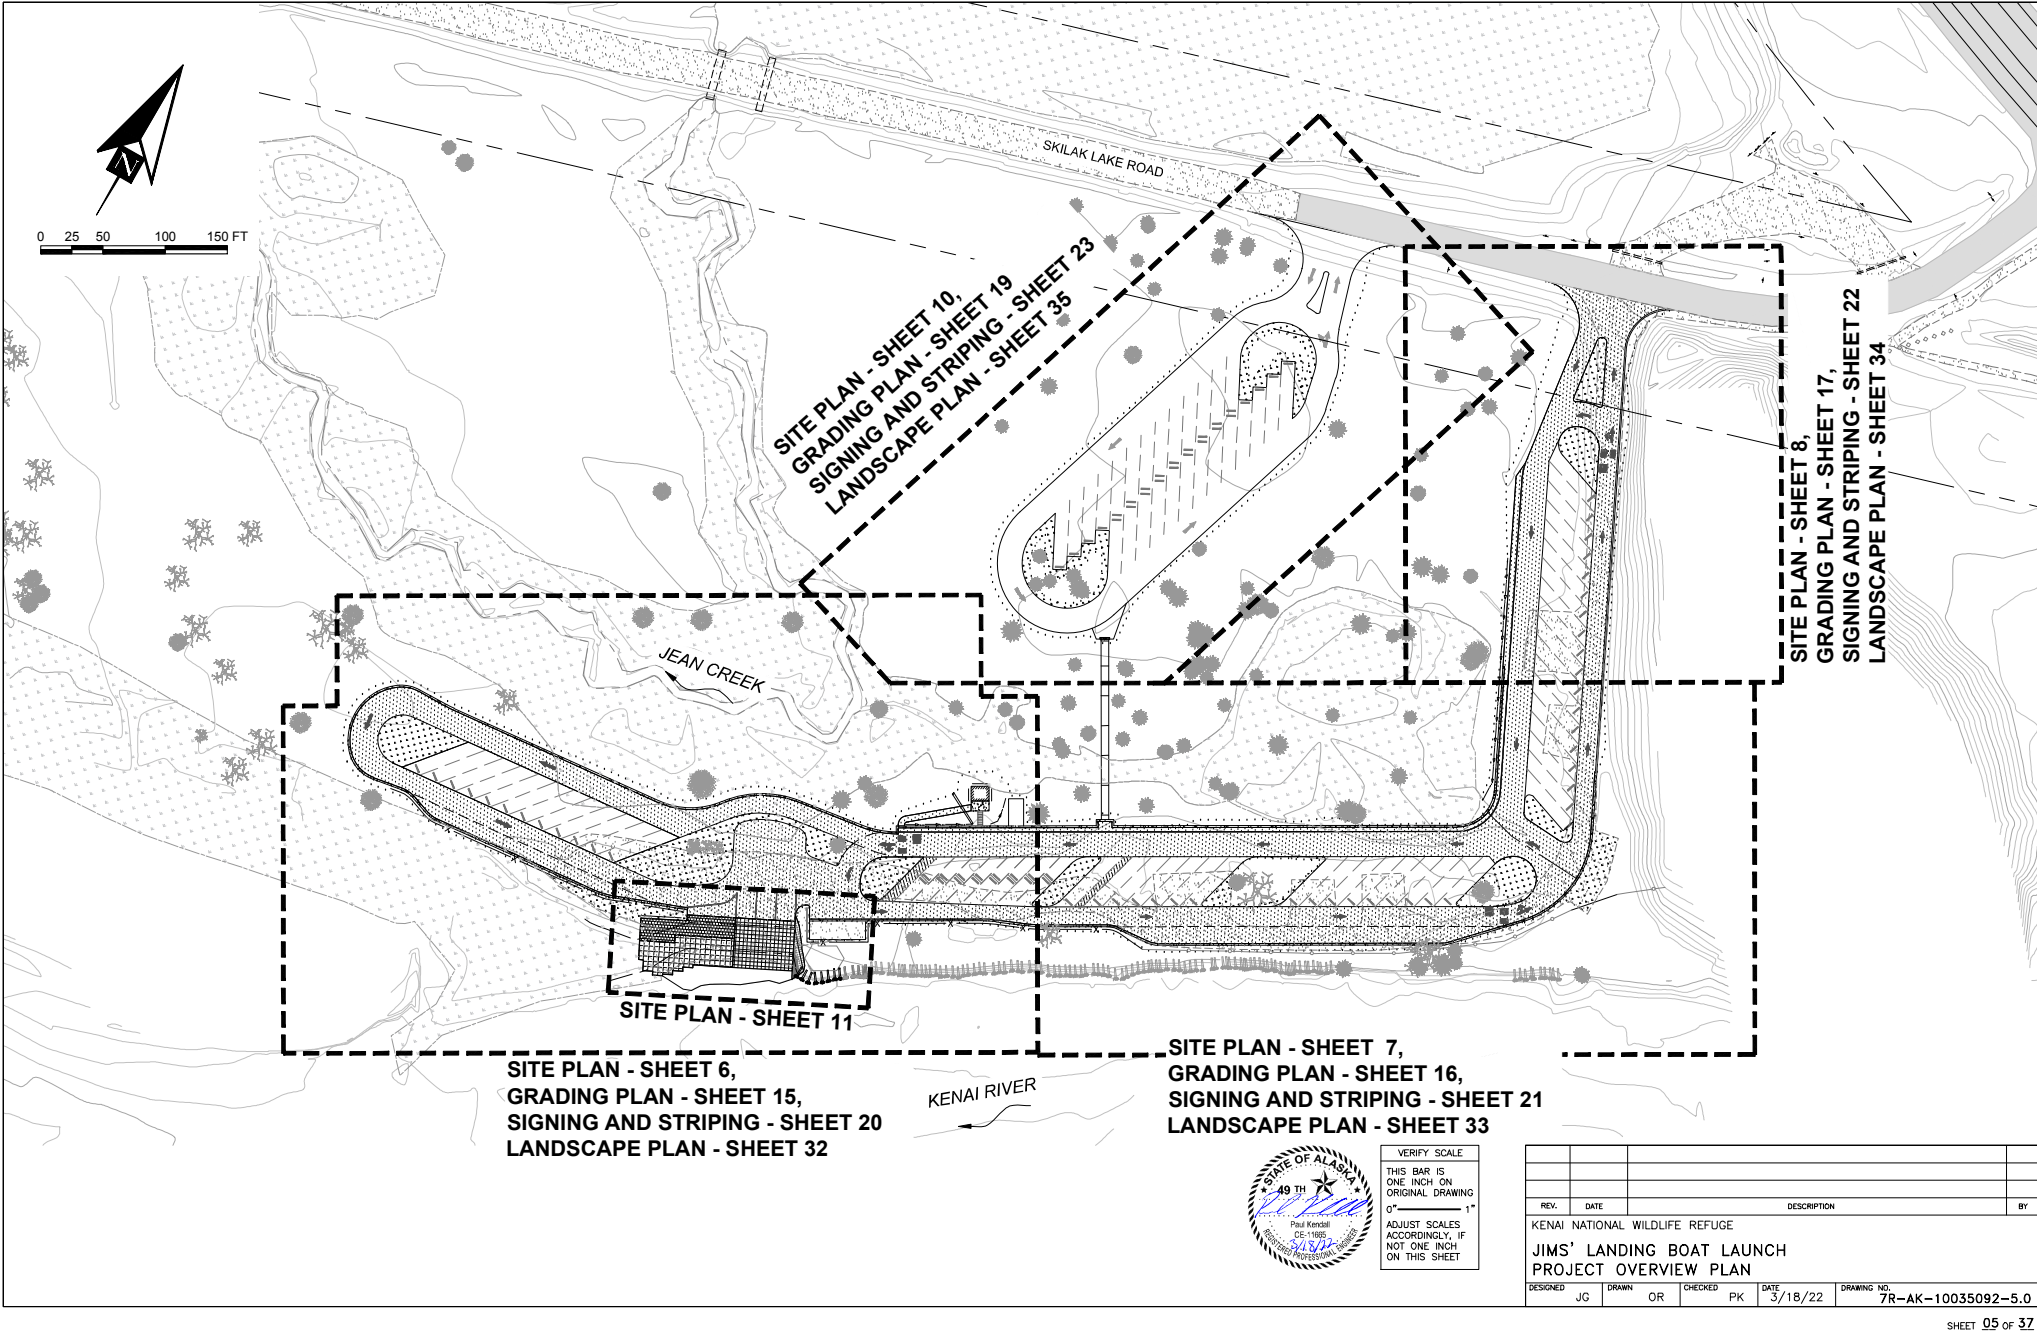 SKILAK LAKE ROAD
N
0 25 50 100 150 FT
SITE PLAN - SHEET 10,
GRADING PLAN - SHEET 19
SIGNING AND STRIPING - SHEET 23
LANDSCAPE PLAN - SHEET 35
SITE PLAN - SHEET 8,
GRADING PLAN - SHEET 17,
SIGNING AND STRIPING - SHEET 22
LANDSCAPE PLAN - SHEET 34
JEAN CREEK
SITE PLAN - SHEET 11
SITE PLAN - SHEET 6,
GRADING PLAN - SHEET 15,
SIGNING AND STRIPING - SHEET 20
LANDSCAPE PLAN - SHEET 32
KENAI RIVER
SITE PLAN - SHEET 7,
GRADING PLAN - SHEET 16,
SIGNING AND STRIPING - SHEET 21
LANDSCAPE PLAN - SHEET 33
STATE OF ALASKA
49 TH
Paul Kendall
CE-11665
3/18/22
REGISTERED PROFESSIONAL ENGINEER
VERIFY SCALE
THIS BAR IS
ONE INCH ON
ORIGINAL DRAWING
0" 1"
ADJUST SCALES
ACCORDINGLY, IF
NOT ONE INCH
ON THIS SHEET
REV. DATE DESCRIPTION BY
KENAI NATIONAL WILDLIFE REFUGE
JIMS' LANDING BOAT LAUNCH
PROJECT OVERVIEW PLAN
DESIGNED JG DRAWN OR CHECKED PK DATE 3/18/22 DRAWING NO. 7R-AK-10035092-5.0
SHEET 05 OF 37